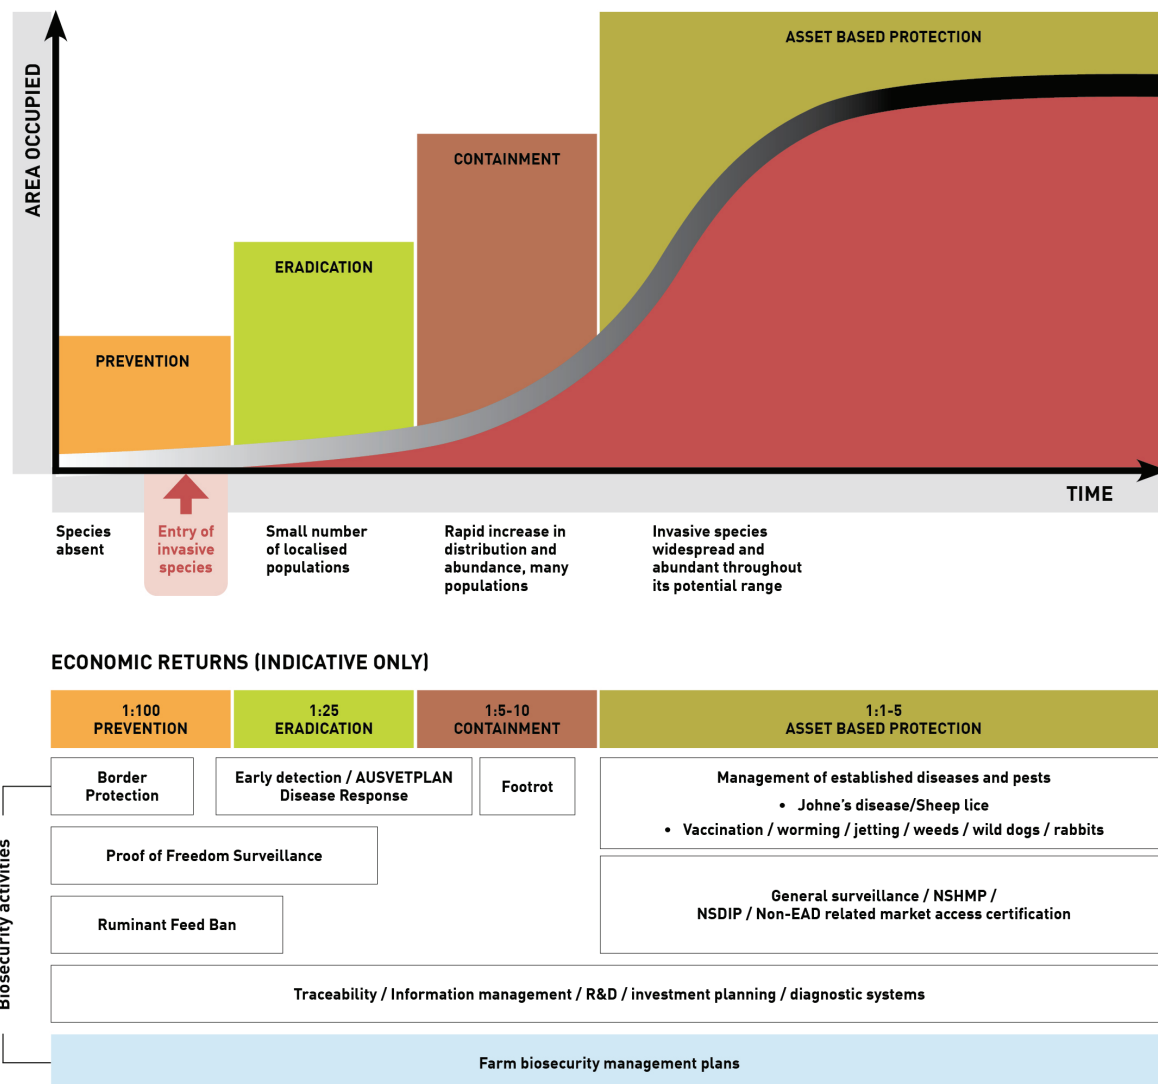 AREA OCCUPIED
ASSET BASED PROTECTION
CONTAINMENT
ERADICATION
PREVENTION
TIME
Species
absent
Entry of
invasive
species
Small number
of localised
populations
Rapid increase in
distribution and
abundance, many
populations
Invasive species
widespread and
abundant throughout
its potential range
ECONOMIC RETURNS (INDICATIVE ONLY)
1:100
PREVENTION
1:25
ERADICATION
1:5-10
CONTAINMENT
1:1-5
ASSET BASED PROTECTION
Biosecurity activities
Border
Protection
Early detection / AUSVETPLAN
Disease Response
Footrot
Management of established diseases and pests
• Johne's disease/Sheep lice
• Vaccination / worming / jetting / weeds / wild dogs / rabbits
Proof of Freedom Surveillance
General surveillance / NSHMP /
NSDIP / Non-EAD related market access certification
Ruminant Feed Ban
Traceability / Information management / R&D / investment planning / diagnostic systems
Farm biosecurity management plans